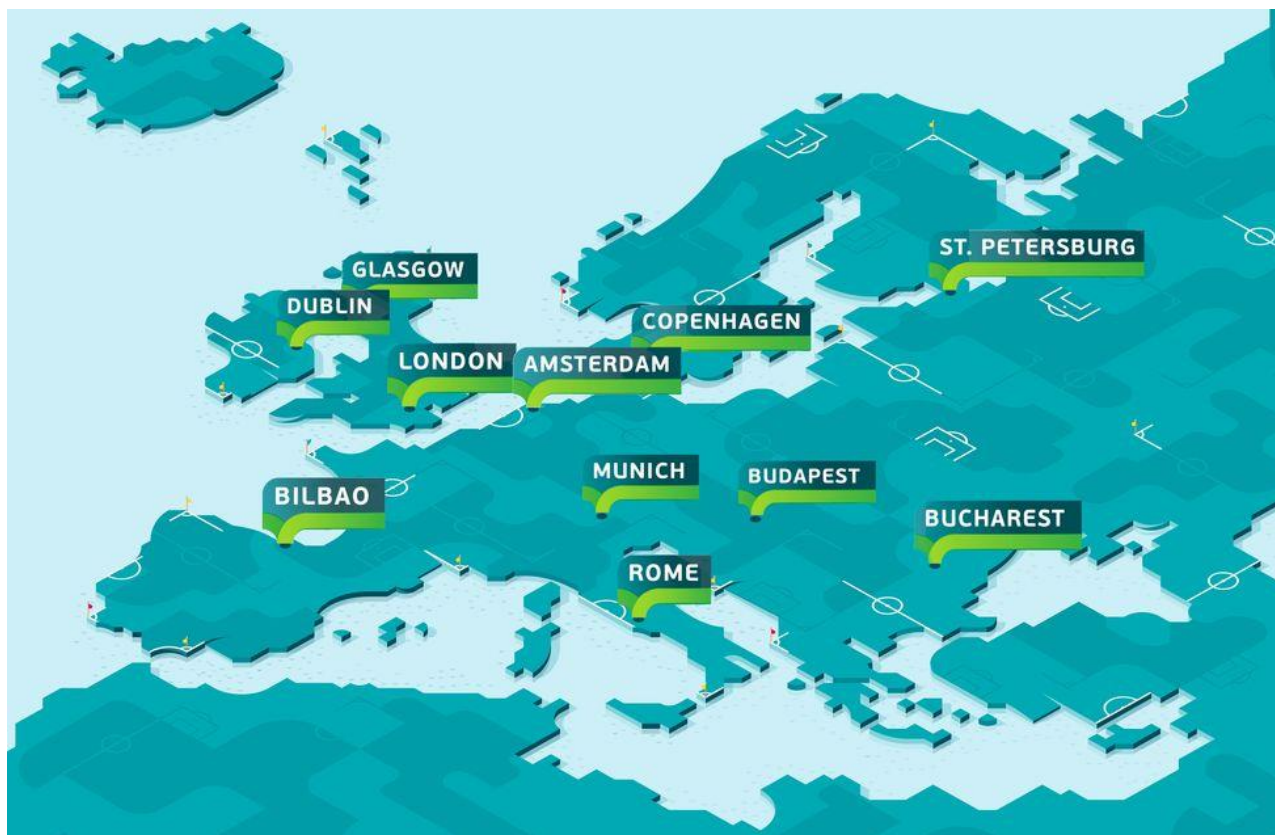 ST. PETERSBURG
GLASGOW
DUBLIN
COPENHAGEN
LONDON
AMSTERDAM
MUNICH
BUDAPEST
BILBAO
BUCHAREST
ROME